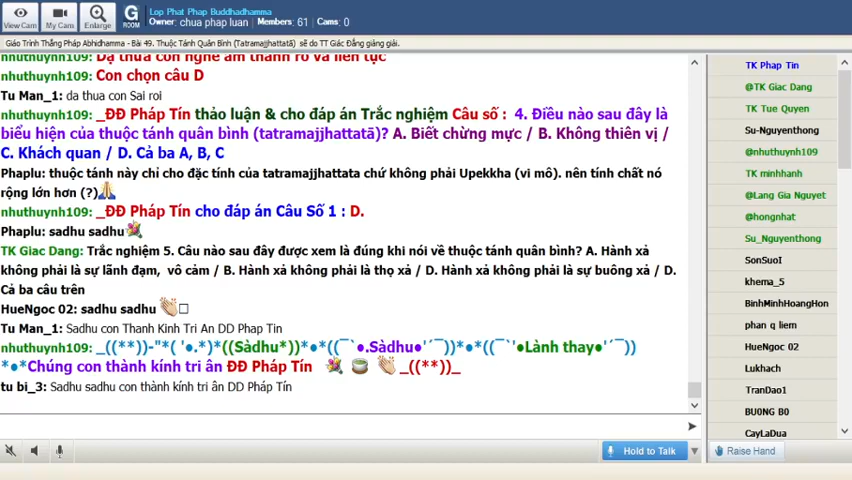 View Cam
My Cam
Enlarge
G
ROOM
Lop Phat Phap Buddhadhamma
Owner: chua phap luan Members: 61 Cams: 0
Giáo Trình Thắng Pháp Abhidhamma - Bài 49. Thuộc Tánh Quân Bình (Tatramajjhattatā) sẽ do TT Giác Đẳng giảng giải.
nhuthuynh109: Dạ thưa con nghe âm thanh rõ và liên tục
nhuthuynh109: Con chọn câu D
Tu Man_1: da thua con Sai roi
nhuthuynh109: _ĐĐ Pháp Tín thảo luận & cho đáp án Trắc nghiệm Câu số : 4. Điều nào sau đây là
biểu hiện của thuộc tánh quân bình (tatramajjhattatā)? A. Biết chừng mực / B. Không thiên vị /
C. Khách quan / D. Cả ba A, B, C
Phaplu: thuộc tánh này chỉ cho đặc tính của tatramajjhattata chứ không phải Upekkha (vi mô). nên tính chất nó
rộng lớn hơn (?)
nhuthuynh109: _ĐĐ Pháp Tín cho đáp án Câu Số 1 : D.
Phaplu: sadhu sadhu
TK Giac Dang: Trắc nghiệm 5. Câu nào sau đây được xem là đúng khi nói về thuộc tánh quân bình? A. Hành xả
không phải là sự lãnh đạm, vô cảm / B. Hành xả không phải là thọ xả / D. Hành xả không phải là sự buông xả / D.
Cả ba câu trên
HueNgoc 02: sadhu sadhu
Tu Man_1: Sadhu con Thanh Kinh Tri An DD Phap Tin
nhuthuynh109: _((**))-"*( '●.*)*((Sàdhu*))*●*((¯`●.Sàdhu●'´¯))*●*((¯`'●Lành thay●'´¯))
*●*Chúng con thành kính tri ân ĐĐ Pháp Tín _((**))_
tu bi_3: Sadhu sadhu con thành kính tri ân DD Pháp Tín
Hold to Talk
TK Phap Tin
@TK Giac Dang
TK Tue Quyen
Su-Nguyenthong
@nhuthuynh109
TK minhhanh
@Lang Gia Nguyet
@hongnhat
Su_Nguyenthong
SonSuoI
khema_5
BinhMinhHoangHon
phan q liem
HueNgoc 02
Lukhach
TranDao1
BU0NG B0
CayLaDua
Raise Hand